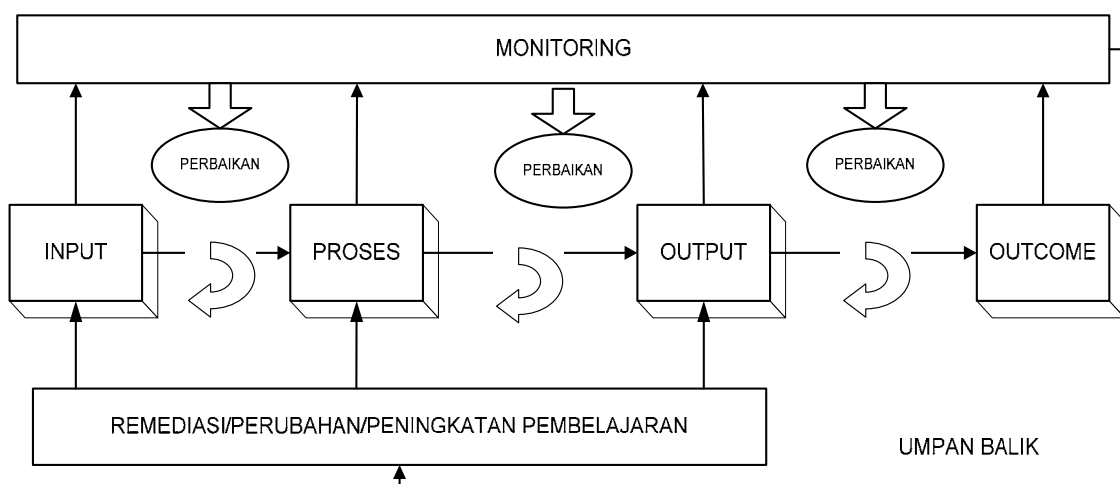 MONITORING
PERBAIKAN
PERBAIKAN
PERBAIKAN
INPUT
PROSES
OUTPUT
OUTCOME
REMEDIASI/PERUBAHAN/PENINGKATAN PEMBELAJARAN
UMPAN BALIK